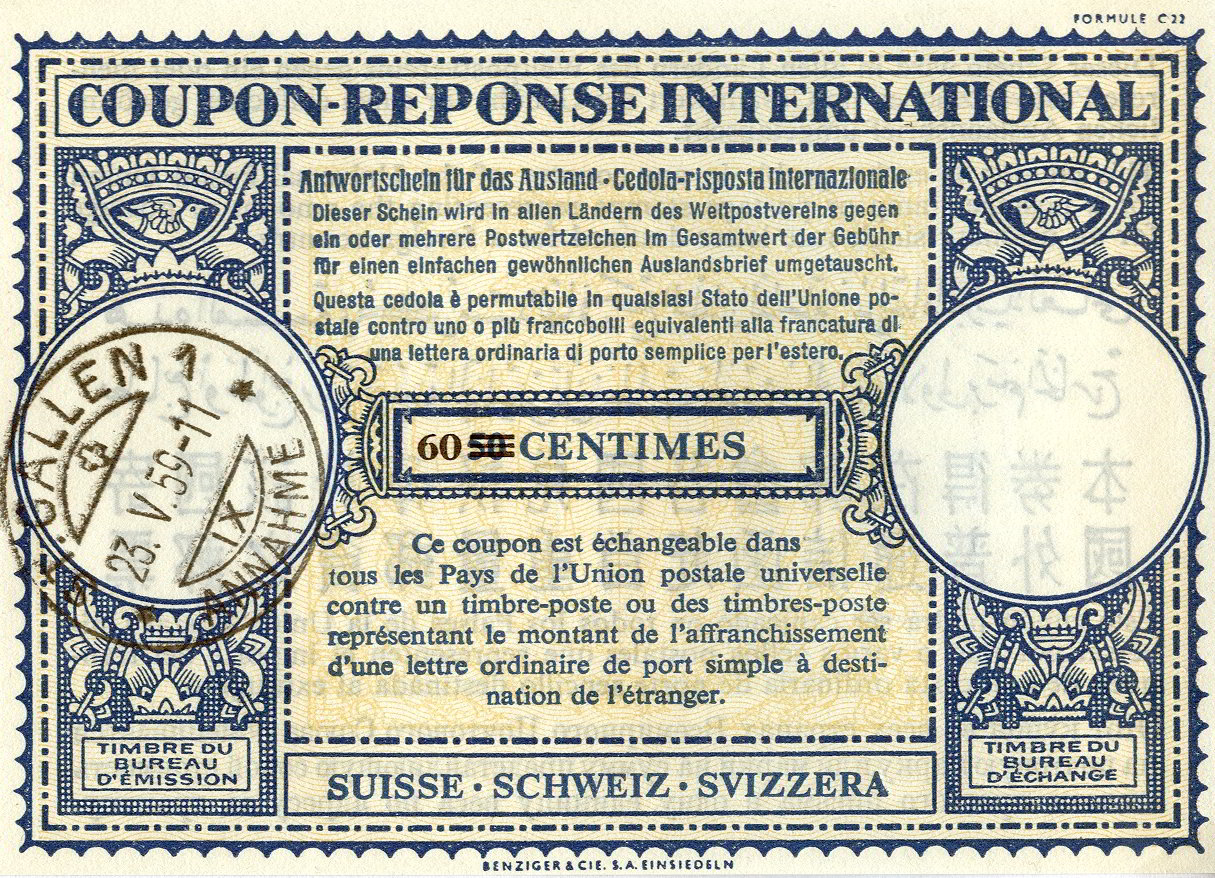 FORMULE C22
COUPON-REPONSE INTERNATIONAL
Antwortschein für das Ausland · Cedola-risposta internazionale
Dieser Schein wird in allen Ländern des Weltpostvereins gegen
ein oder mehrere Postwertzeichen im Gesamtwert der Gebühr
für einen einfachen gewöhnlichen Auslandsbrief umgetauscht.
Questa cedola è permutabile in qualsiasi Stato dell'Unione po-
stale contro uno o più francobolli equivalenti alla francatura di
una lettera ordinaria di porto semplice per l'estero.
ST. GALLEN 1
23. V. 59-11
IX
ANNAHME
60 50 CENTIMES
Ce coupon est échangeable dans
tous les Pays de l'Union postale universelle
contre un timbre-poste ou des timbres-poste
représentant le montant de l'affranchissement
d'une lettre ordinaire de port simple à desti-
nation de l'étranger.
TIMBRE DU
BUREAU
D'ÉMISSION
SUISSE · SCHWEIZ · SVIZZERA
TIMBRE DU
BUREAU
D'ÉCHANGE
BENZIGER & CIE. S.A. EINSIEDELN